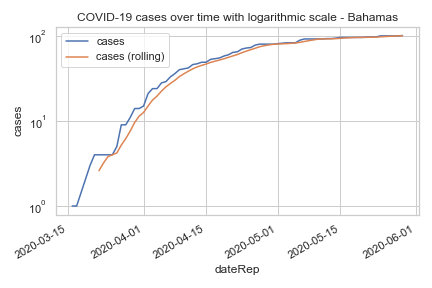 COVID-19 cases over time with logarithmic scale - Bahamas
cases
cases (rolling)
10²
10¹
10⁰
cases
2020-03-15
2020-04-01
2020-04-15
2020-05-01
2020-05-15
2020-06-01
dateRep